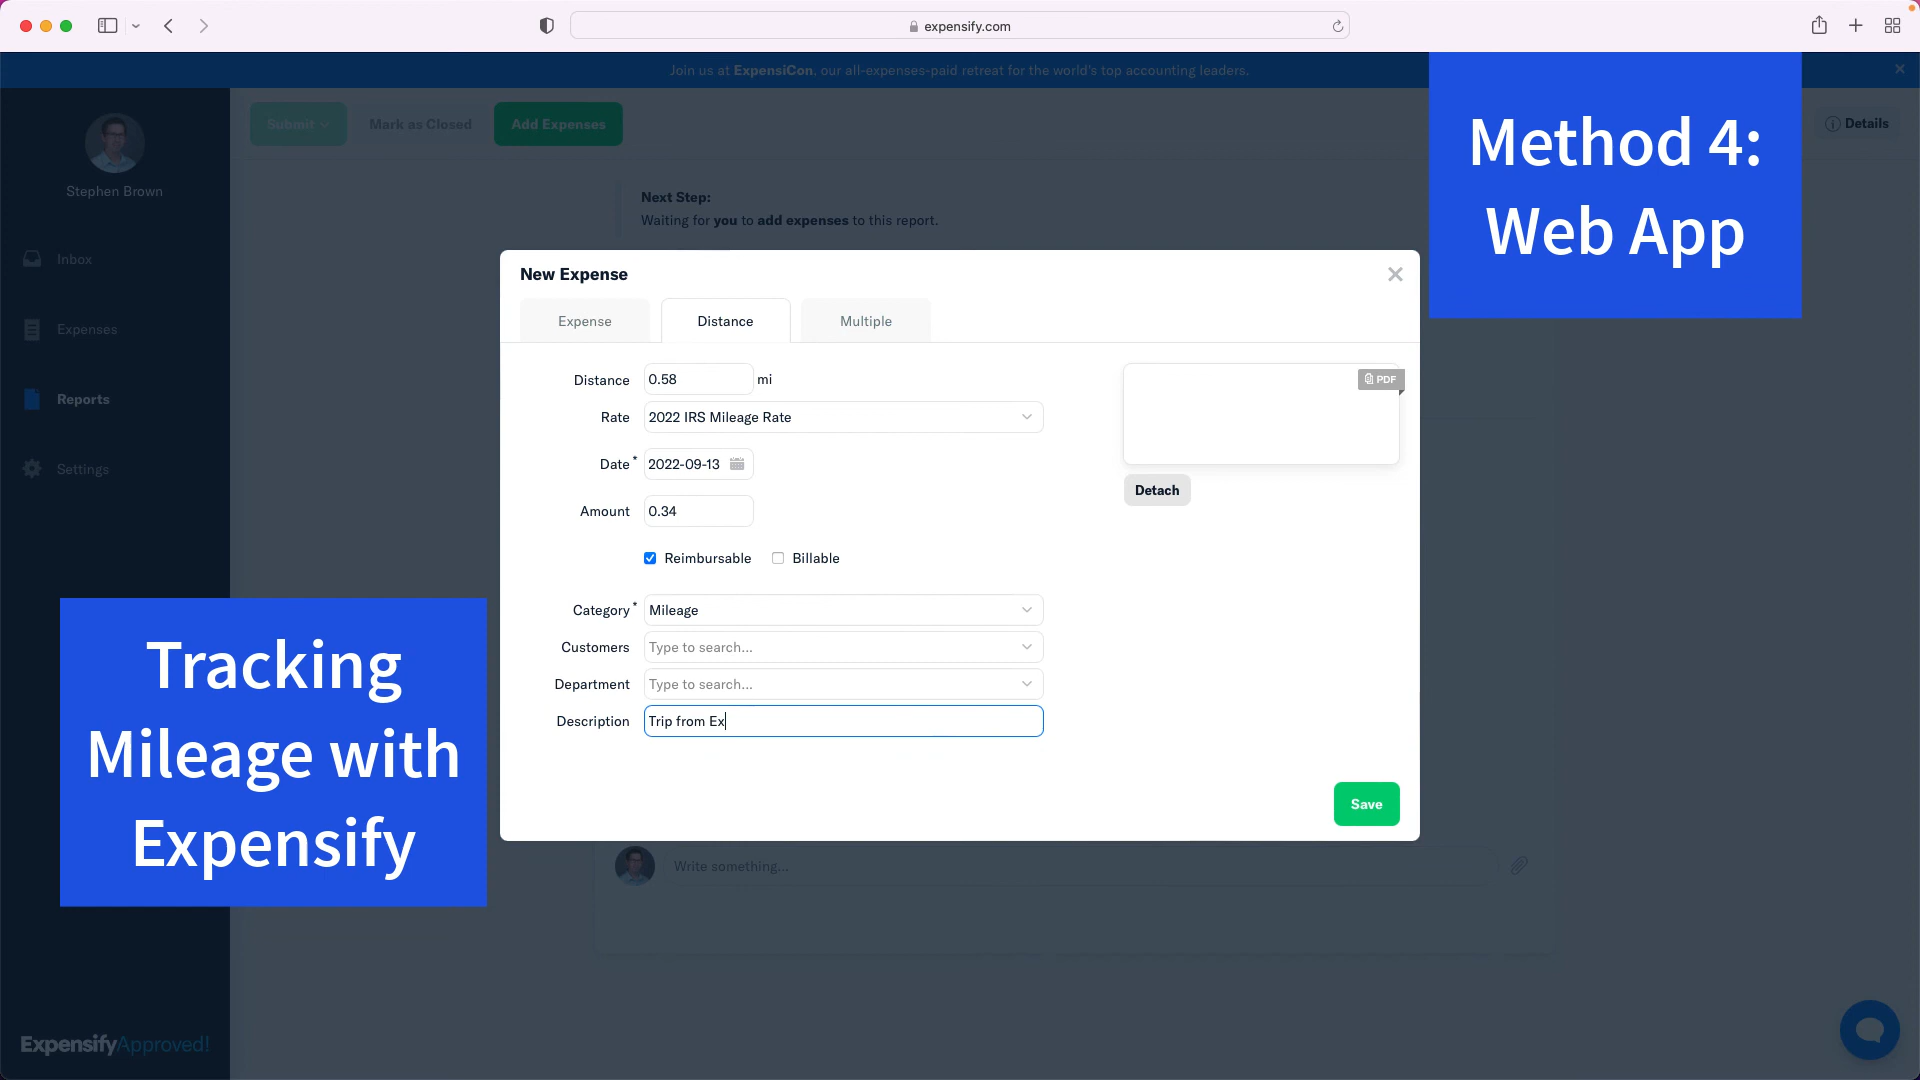 expensify.com
Join us at ExpensiCon, our all-expenses-paid retreat for the world's top accounting leaders.
Submit
Mark as Closed
Add Expenses
Details
Method 4:
Web App
Stephen Brown
Next Step:
Waiting for you to add expenses to this report.
Inbox
Expenses
Reports
Settings
New Expense
Expense
Distance
Multiple
Distance 0.58 mi
PDF
Rate 2022 IRS Mileage Rate
Date * 2022-09-13
Detach
Amount 0.34
Reimbursable Billable
Category * Mileage
Customers Type to search...
Department Type to search...
Description Trip from Ex
Save
Tracking
Mileage with
Expensify
Write something...
ExpensifyApproved!